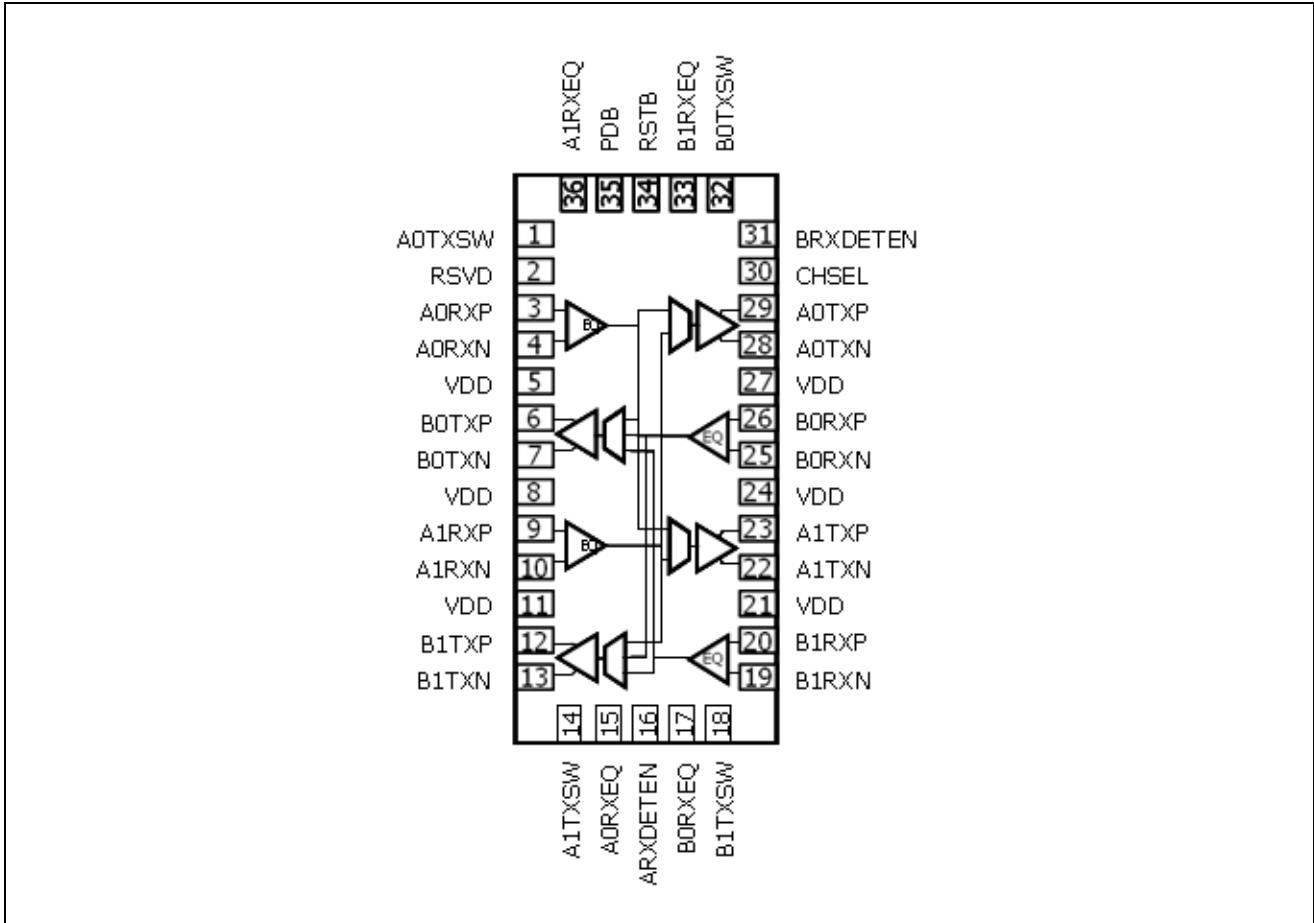 A1RXEQ
PDB
RSTB
B1RXEQ
B0TXSW
36
35
34
33
32
A0TXSW 1 31 BRXDETEN
RSVD 2 30 CHSEL
A0RXP 3 29 A0TXP
EQ
A0RXN 4 28 A0TXN
VDD 5 27 VDD
B0TXP 6 26 B0RXP
EQ
B0TXN 7 25 B0RXN
VDD 8 24 VDD
A1RXP 9 23 A1TXP
EQ
A1RXN 10 22 A1TXN
VDD 11 21 VDD
B1TXP 12 20 B1RXP
EQ
B1TXN 13 19 B1RXN
14
15
16
17
18
A1TXSW
A0RXEQ
ARXDETEN
B0RXEQ
B1TXSW